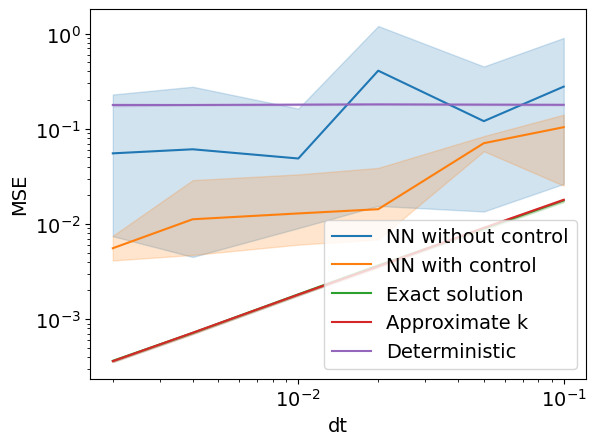 10⁰
10⁻¹
10⁻²
10⁻³
MSE
NN without control
NN with control
Exact solution
Approximate k
Deterministic
10⁻²
10⁻¹
dt